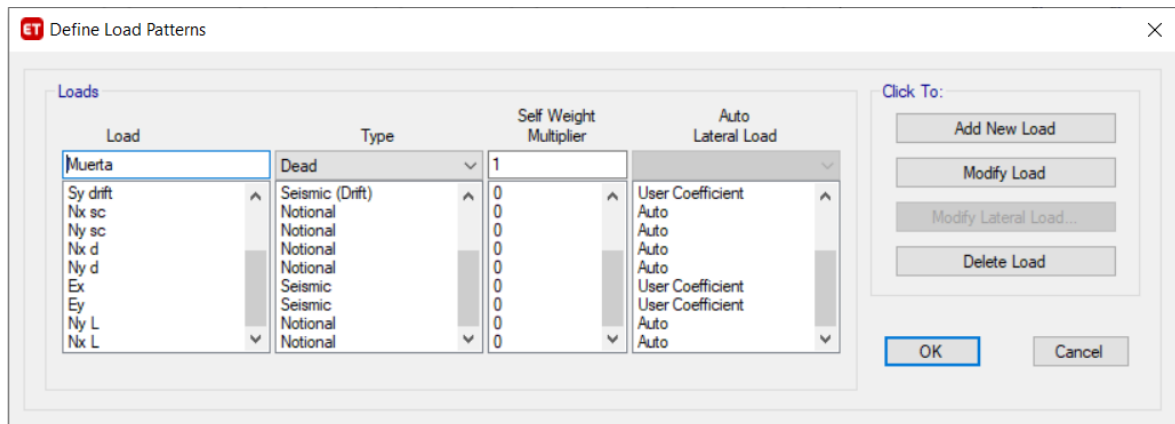 ET Define Load Patterns
Loads
Click To:
Load Type Self Weight Multiplier Auto Lateral Load
Muerta Dead 1
Sy drift Seismic (Drift) 0 User Coefficient
Nx sc Notional 0 Auto
Ny sc Notional 0 Auto
Nx d Notional 0 Auto
Ny d Notional 0 Auto
Ex Seismic 0 User Coefficient
Ey Seismic 0 User Coefficient
Ny L Notional 0 Auto
Nx L Notional 0 Auto
Add New Load
Modify Load
Modify Lateral Load...
Delete Load
OK Cancel